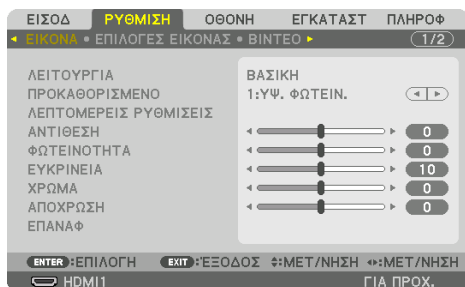 ΕΙΣΟΔ ΡΥΘΜΙΣΗ ΟΘΟΝΗ ΕΓΚΑΤΑΣΤ ΠΛΗΡΟΦ
ΕΙΚΟΝΑ • ΕΠΙΛΟΓΕΣ ΕΙΚΟΝΑΣ • ΒΙΝΤΕΟ 1/2
ΛΕΙΤΟΥΡΓΙΑ ΒΑΣΙΚΗ
ΠΡΟΚΑΘΟΡΙΣΜΕΝΟ 1:ΥΨ. ΦΩΤΕΙΝ.
ΛΕΠΤΟΜΕΡΕΙΣ ΡΥΘΜΙΣΕΙΣ
ΑΝΤΙΘΕΣΗ 0
ΦΩΤΕΙΝΟΤΗΤΑ 0
ΕΥΚΡΙΝΕΙΑ 10
ΧΡΩΜΑ 0
ΑΠΟΧΡΩΣΗ 0
ΕΠΑΝΑΦ
ENTER :ΕΠΙΛΟΓΗ EXIT :ΈΞΟΔΟΣ :ΜΕΤ/ΝΗΣΗ :ΜΕΤ/ΝΗΣΗ
HDMI1 ΓΙΑ ΠΡΟΧ.